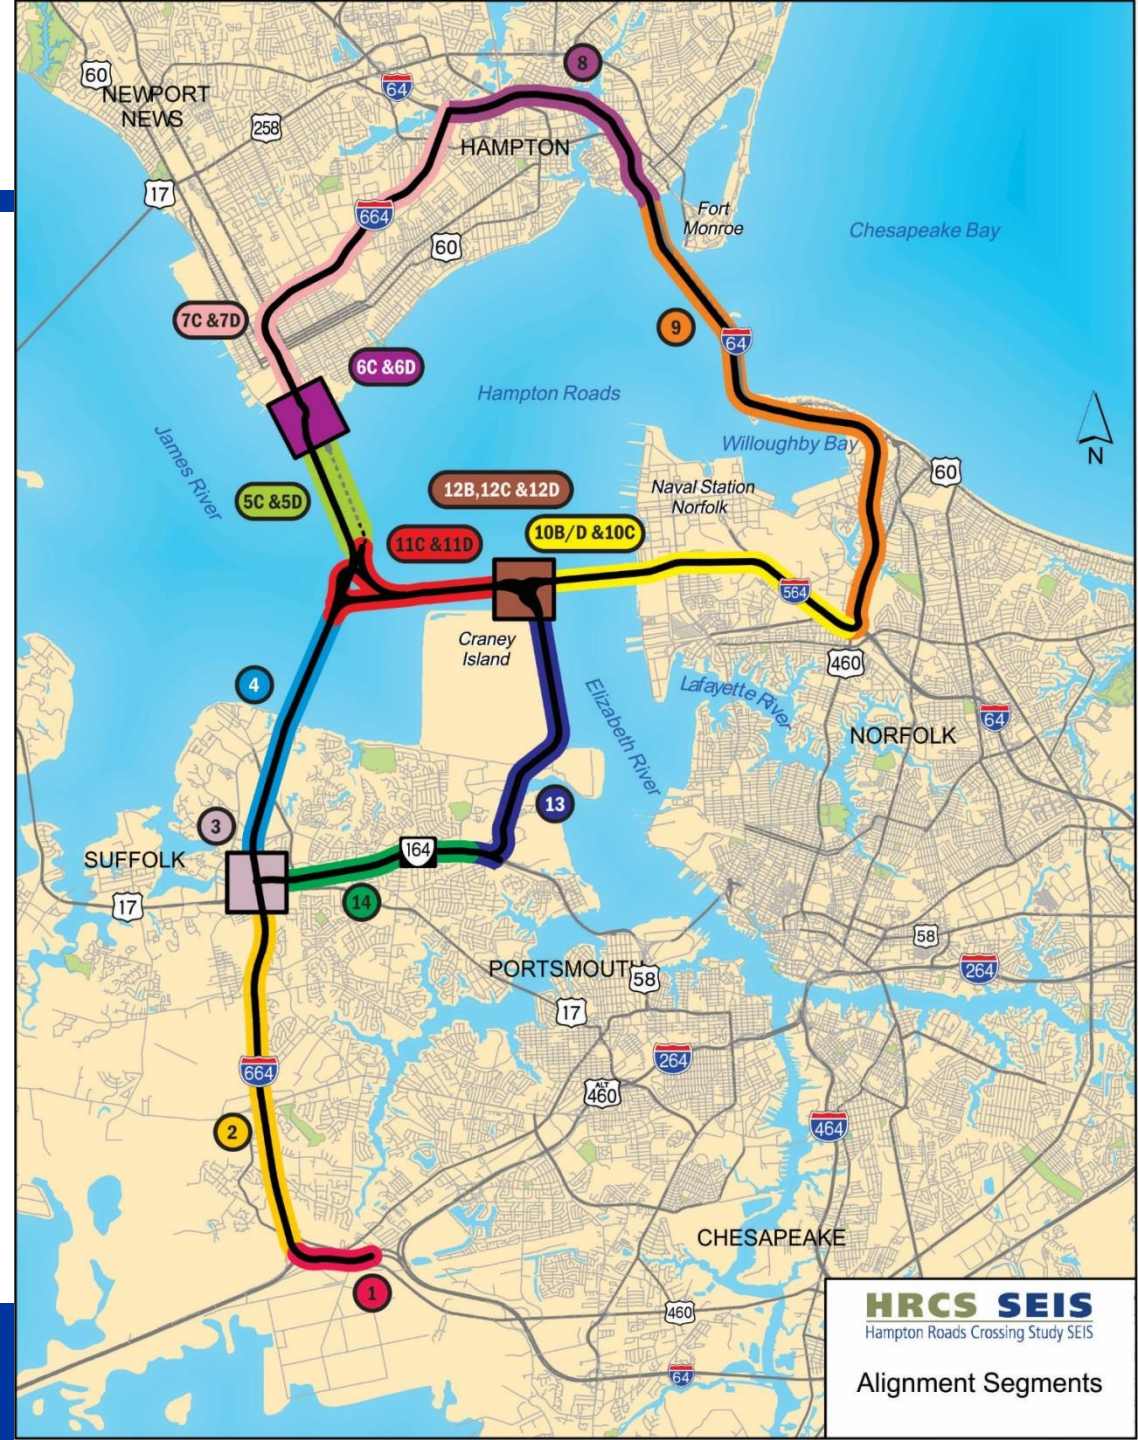 8
60
NEWPORT
NEWS
64
258
HAMPTON
17
664
Fort
Monroe
Chesapeake Bay
60
7C &7D
9
64
6C &6D
Hampton Roads
James River
Willoughby Bay
N
60
12B,12C &12D
Naval Station
Norfolk
5C &5D
10B/D &10C
11C &11D
564
Craney
Island
460
4
Elizabeth River
Lafayette River
64
NORFOLK
13
3
164
SUFFOLK
14
17
58
PORTSMOUTH
58
264
17
664
264
ALT
460
2
464
CHESAPEAKE
1
460
64
HRCS SEIS
Hampton Roads Crossing Study SEIS
Alignment Segments